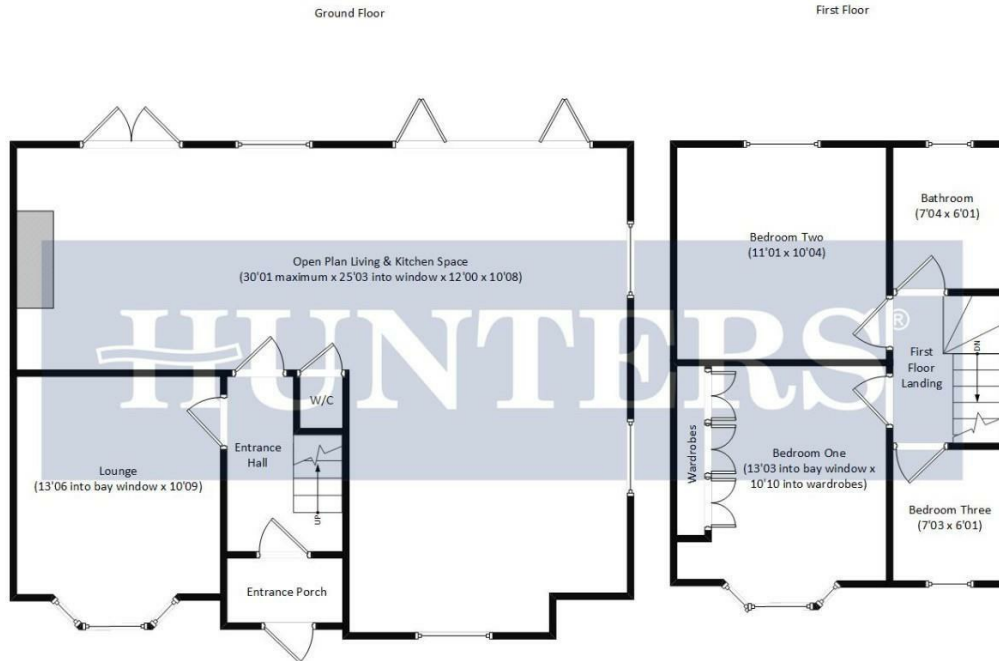 Ground Floor
First Floor
Open Plan Living & Kitchen Space
(30'01 maximum x 25'03 into window x 12'00 x 10'08)
HUNTERS®
W/C
Entrance
Hall
Lounge
(13'06 into bay window x 10'09)
UP
Entrance Porch
Bedroom Two
(11'01 x 10'04)
Bathroom
(7'04 x 6'01)
First
Floor
Landing
DN
Wardrobes
Bedroom One
(13'03 into bay window x
10'10 into wardrobes)
Bedroom Three
(7'03 x 6'01)